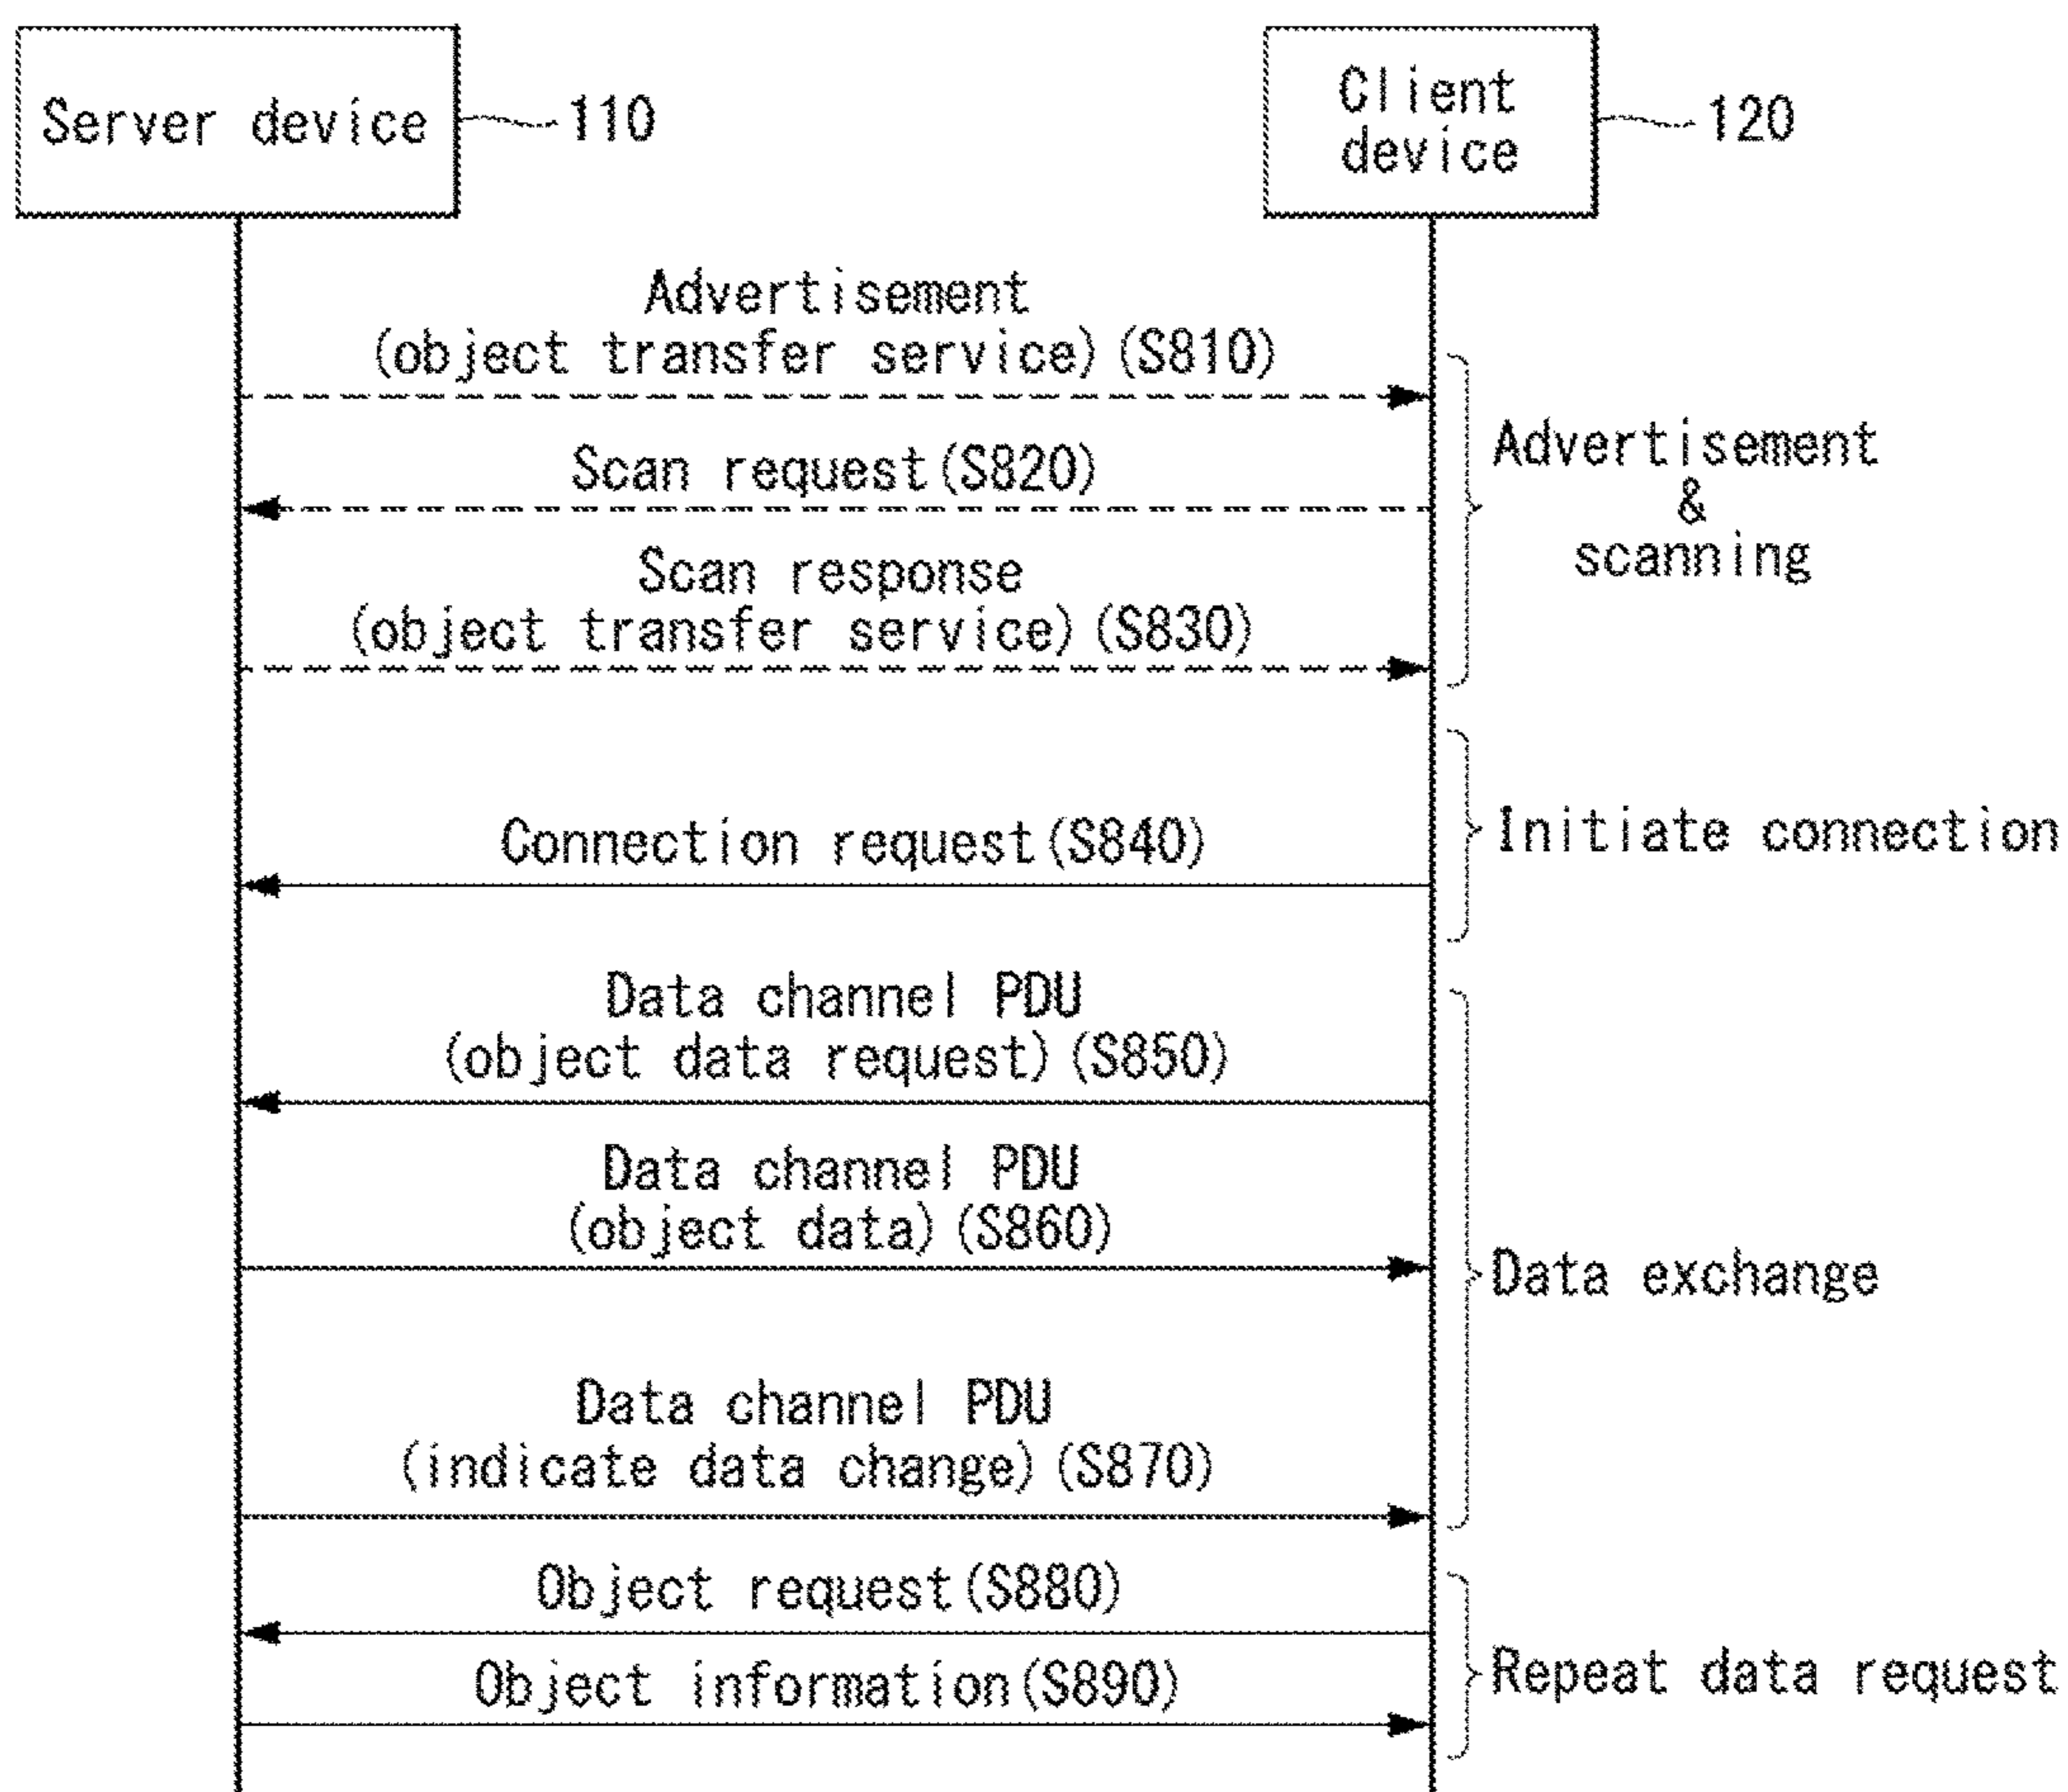 Server device
110
Client
device
120
Advertisement
(object transfer service)(S810)
Scan request(S820)
Scan response
(object transfer service)(S830)
Advertisement
&
scanning
Connection request(S840)
Initiate connection
Data channel PDU
(object data request)(S850)
Data channel PDU
(object data)(S860)
Data channel PDU
(indicate data change)(S870)
Data exchange
Object request(S880)
Object information(S890)
Repeat data request